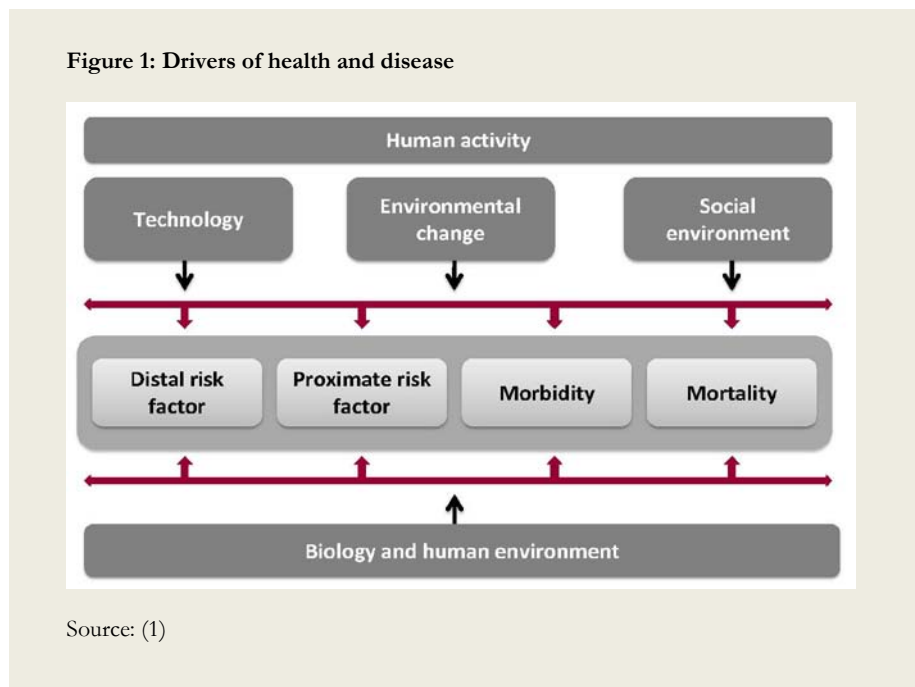 Figure 1: Drivers of health and disease
Human activity
Technology
Environmental
change
Social
environment
Distal risk
factor
Proximate risk
factor
Morbidity
Mortality
Biology and human environment
Source: (1)